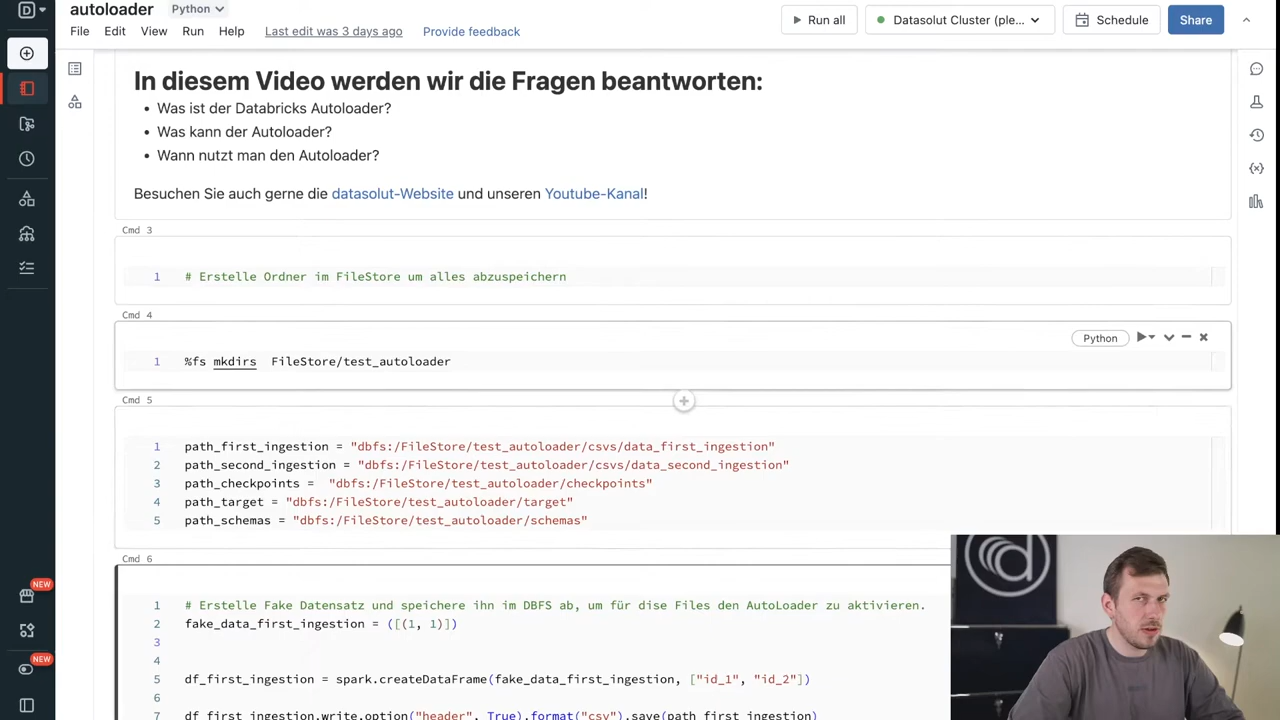 autoloader
Python
File Edit View Run Help Last edit was 3 days ago Provide feedback
Run all
Datasolut Cluster (ple...
Schedule
Share
In diesem Video werden wir die Fragen beantworten:
• Was ist der Databricks Autoloader?
• Was kann der Autoloader?
• Wann nutzt man den Autoloader?
Besuchen Sie auch gerne die datasolut-Website und unseren Youtube-Kanal!
Cmd 3
1 # Erstelle Ordner im FileStore um alles abzuspeichern
Cmd 4
Python
1 %fs mkdirs FileStore/test_autoloader
Cmd 5
1 path_first_ingestion = "dbfs:/FileStore/test_autoloader/csvs/data_first_ingestion"
2 path_second_ingestion = "dbfs:/FileStore/test_autoloader/csvs/data_second_ingestion"
3 path_checkpoints = "dbfs:/FileStore/test_autoloader/checkpoints"
4 path_target = "dbfs:/FileStore/test_autoloader/target"
5 path_schemas = "dbfs:/FileStore/test_autoloader/schemas"
Cmd 6
1 # Erstelle Fake Datensatz und speichere ihn im DBFS ab, um für dise Files den AutoLoader zu aktivieren.
2 fake_data_first_ingestion = ([(1, 1)])
3
4
5 df_first_ingestion = spark.createDataFrame(fake_data_first_ingestion, ["id_1", "id_2"])
6
7 df_first_ingestion.write.option("header", True).format("csv").save(path_first_ingestion)
NEW
NEW